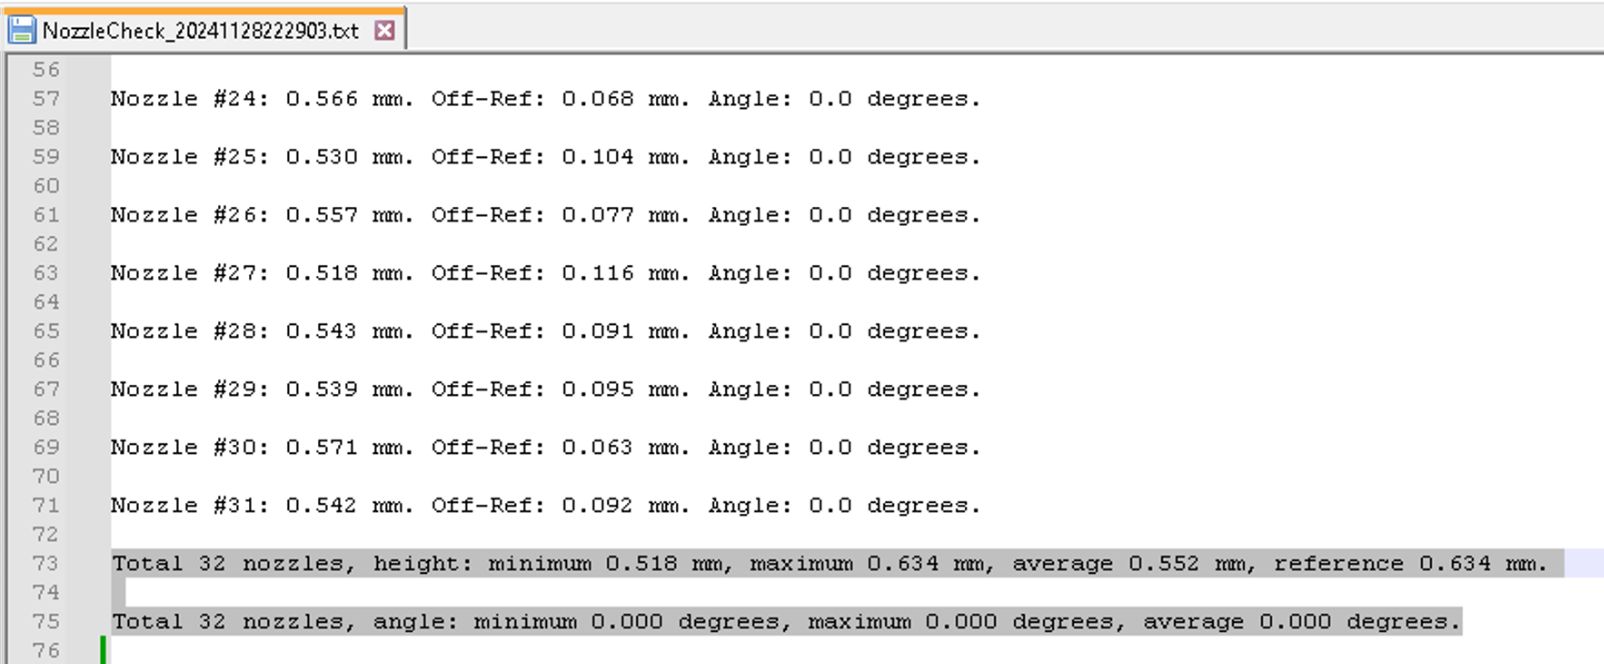 NozzleCheck_20241128222903.txt
56
57 Nozzle #24: 0.566 mm. Off-Ref: 0.068 mm. Angle: 0.0 degrees.
58
59 Nozzle #25: 0.530 mm. Off-Ref: 0.104 mm. Angle: 0.0 degrees.
60
61 Nozzle #26: 0.557 mm. Off-Ref: 0.077 mm. Angle: 0.0 degrees.
62
63 Nozzle #27: 0.518 mm. Off-Ref: 0.116 mm. Angle: 0.0 degrees.
64
65 Nozzle #28: 0.543 mm. Off-Ref: 0.091 mm. Angle: 0.0 degrees.
66
67 Nozzle #29: 0.539 mm. Off-Ref: 0.095 mm. Angle: 0.0 degrees.
68
69 Nozzle #30: 0.571 mm. Off-Ref: 0.063 mm. Angle: 0.0 degrees.
70
71 Nozzle #31: 0.542 mm. Off-Ref: 0.092 mm. Angle: 0.0 degrees.
72
73 Total 32 nozzles, height: minimum 0.518 mm, maximum 0.634 mm, average 0.552 mm, reference 0.634 mm.
74
75 Total 32 nozzles, angle: minimum 0.000 degrees, maximum 0.000 degrees, average 0.000 degrees.
76